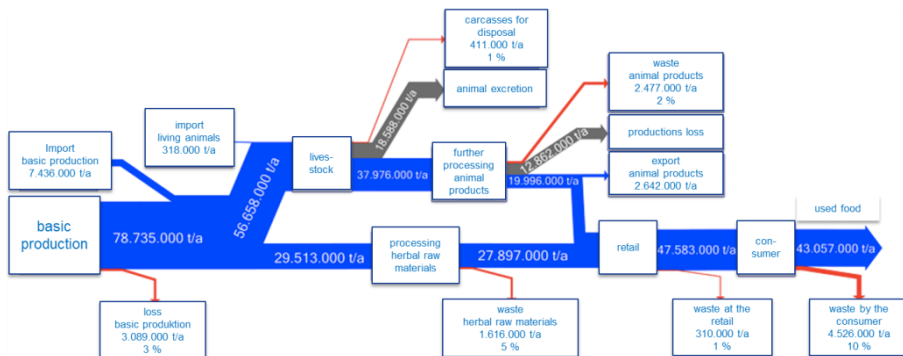 carcasses for
disposal
411.000 t/a
1 %
waste
animal products
2.477.000 t/a
2 %
animal excretion
18.588.000 t/a
import
living animals
318.000 t/a
Import
basic production
7.436.000 t/a
lives-
stock
37.976.000 t/a
further
processing
animal
products
12.862.000 t/a
productions loss
19.996.000 t/a
export
animal products
2.642.000 t/a
56.658.000 t/a
basic
production
78.735.000 t/a
29.513.000 t/a
processing
herbal raw
materials
27.897.000 t/a
retail
47.583.000 t/a
con-
sumer
used food
43.057.000 t/a
loss
basic produktion
3.089.000 t/a
3 %
waste
herbal raw materials
1.616.000 t/a
5 %
waste at the
retail
310.000 t/a
1 %
waste by the
consumer
4.526.000 t/a
10 %